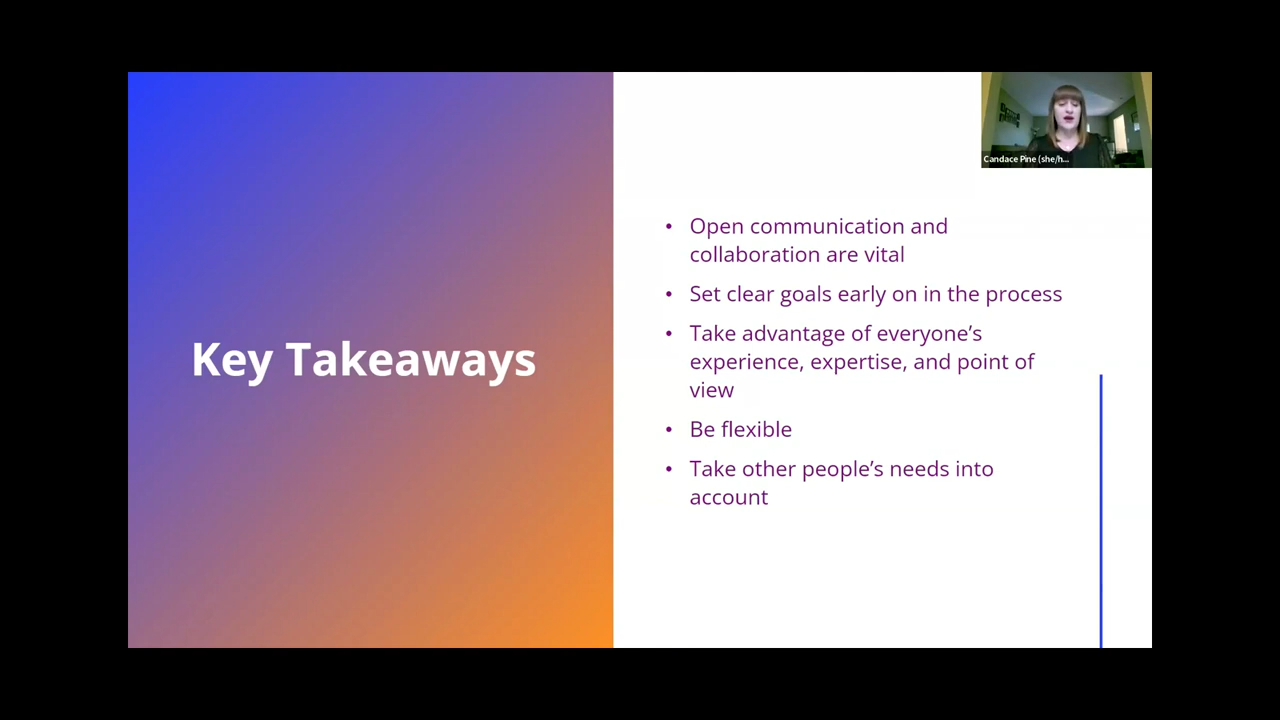 Candace Pine (she/h...
Key Takeaways
• Open communication and
collaboration are vital
• Set clear goals early on in the process
• Take advantage of everyone’s
experience, expertise, and point of
view
• Be flexible
• Take other people’s needs into
account